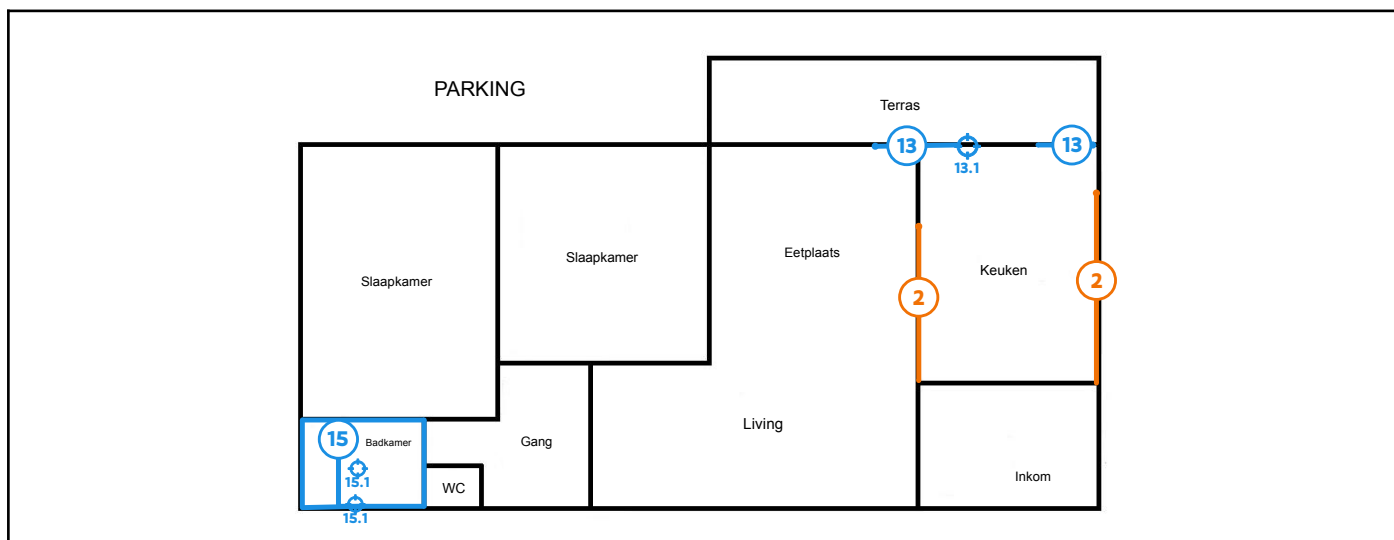 PARKING
Terras
13
13
13.1
Slaapkamer
Slaapkamer
Eetplaats
Keuken
2
2
15
Badkamer
Gang
Living
15.1
WC
Inkom
15.1